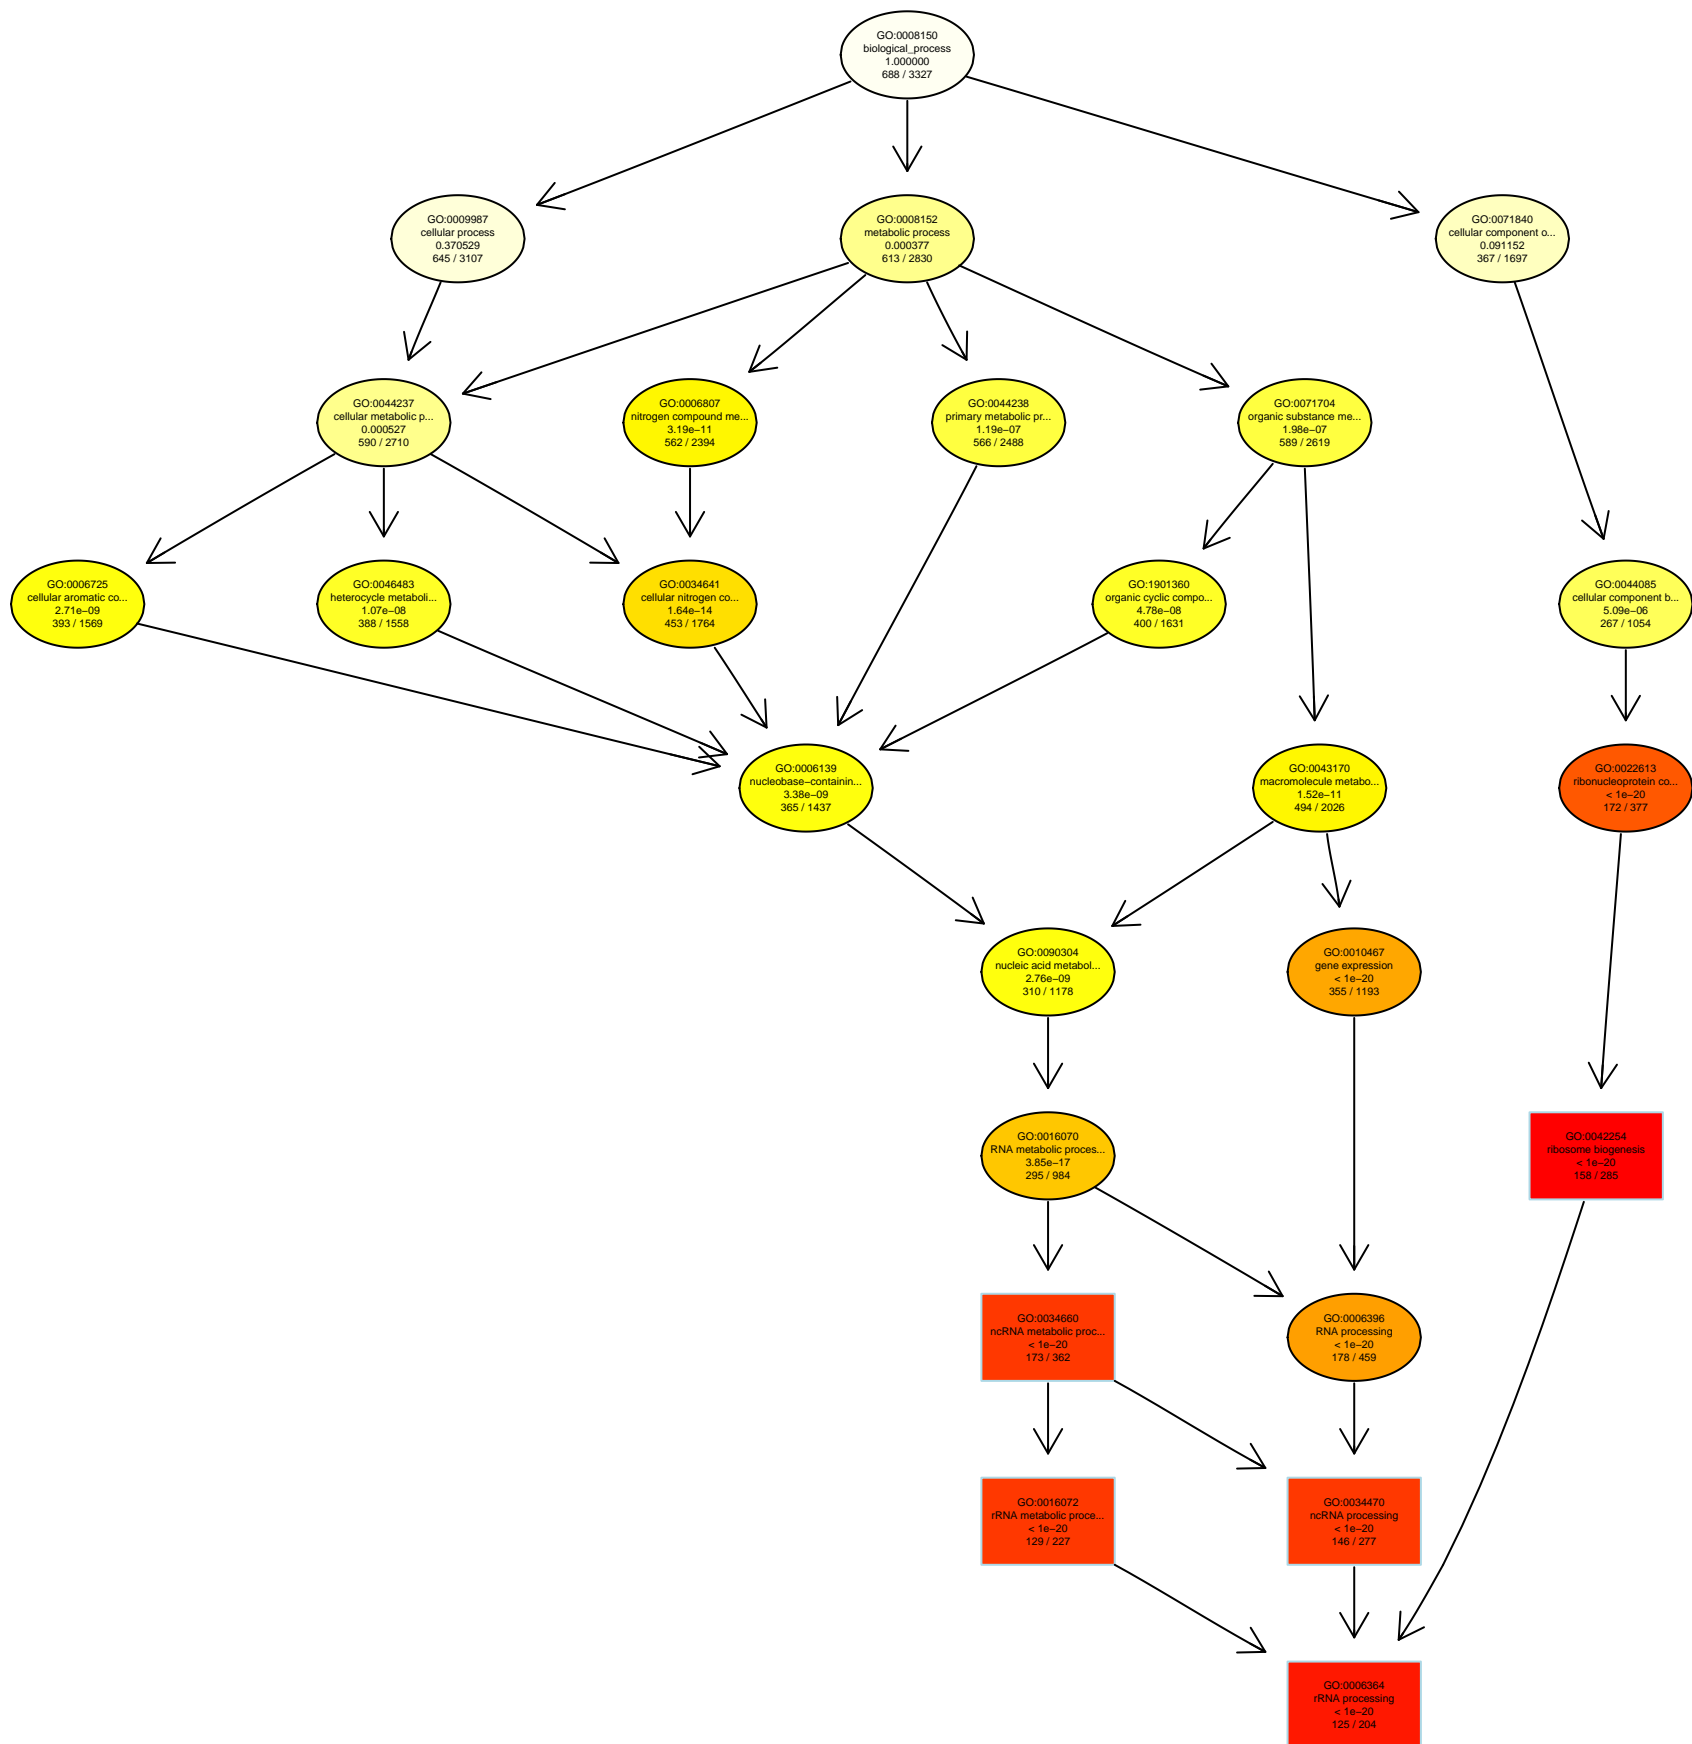 GO:0008150
biological_process
1.000000
688 / 3327
GO:0009987
cellular process
0.370529
645 / 3107
GO:0008152
metabolic process
0.000377
613 / 2830
GO:0071840
cellular component o...
0.091152
367 / 1697
GO:0044237
cellular metabolic p...
0.000527
590 / 2710
GO:0006807
nitrogen compound me...
3.19e−11
562 / 2394
GO:0044238
primary metabolic pr...
1.19e−07
566 / 2488
GO:0071704
organic substance me...
1.98e−07
589 / 2619
GO:0006725
cellular aromatic co...
2.71e−09
393 / 1569
GO:0046483
heterocycle metaboli...
1.07e−08
388 / 1558
GO:0034641
cellular nitrogen co...
1.64e−14
453 / 1764
GO:1901360
organic cyclic compo...
4.78e−08
400 / 1631
GO:0044085
cellular component b...
5.09e−06
267 / 1054
GO:0006139
nucleobase−containin...
3.38e−09
365 / 1437
GO:0043170
macromolecule metabo...
1.52e−11
494 / 2026
GO:0022613
ribonucleoprotein co...
< 1e−20
172 / 377
GO:0090304
nucleic acid metabol...
2.76e−09
310 / 1178
GO:0010467
gene expression
< 1e−20
355 / 1193
GO:0016070
RNA metabolic proces...
3.85e−17
295 / 984
GO:0042254
ribosome biogenesis
< 1e−20
158 / 285
GO:0034660
ncRNA metabolic proc...
< 1e−20
173 / 362
GO:0006396
RNA processing
< 1e−20
178 / 459
GO:0016072
rRNA metabolic proce...
< 1e−20
129 / 227
GO:0034470
ncRNA processing
< 1e−20
146 / 277
GO:0006364
rRNA processing
< 1e−20
125 / 204